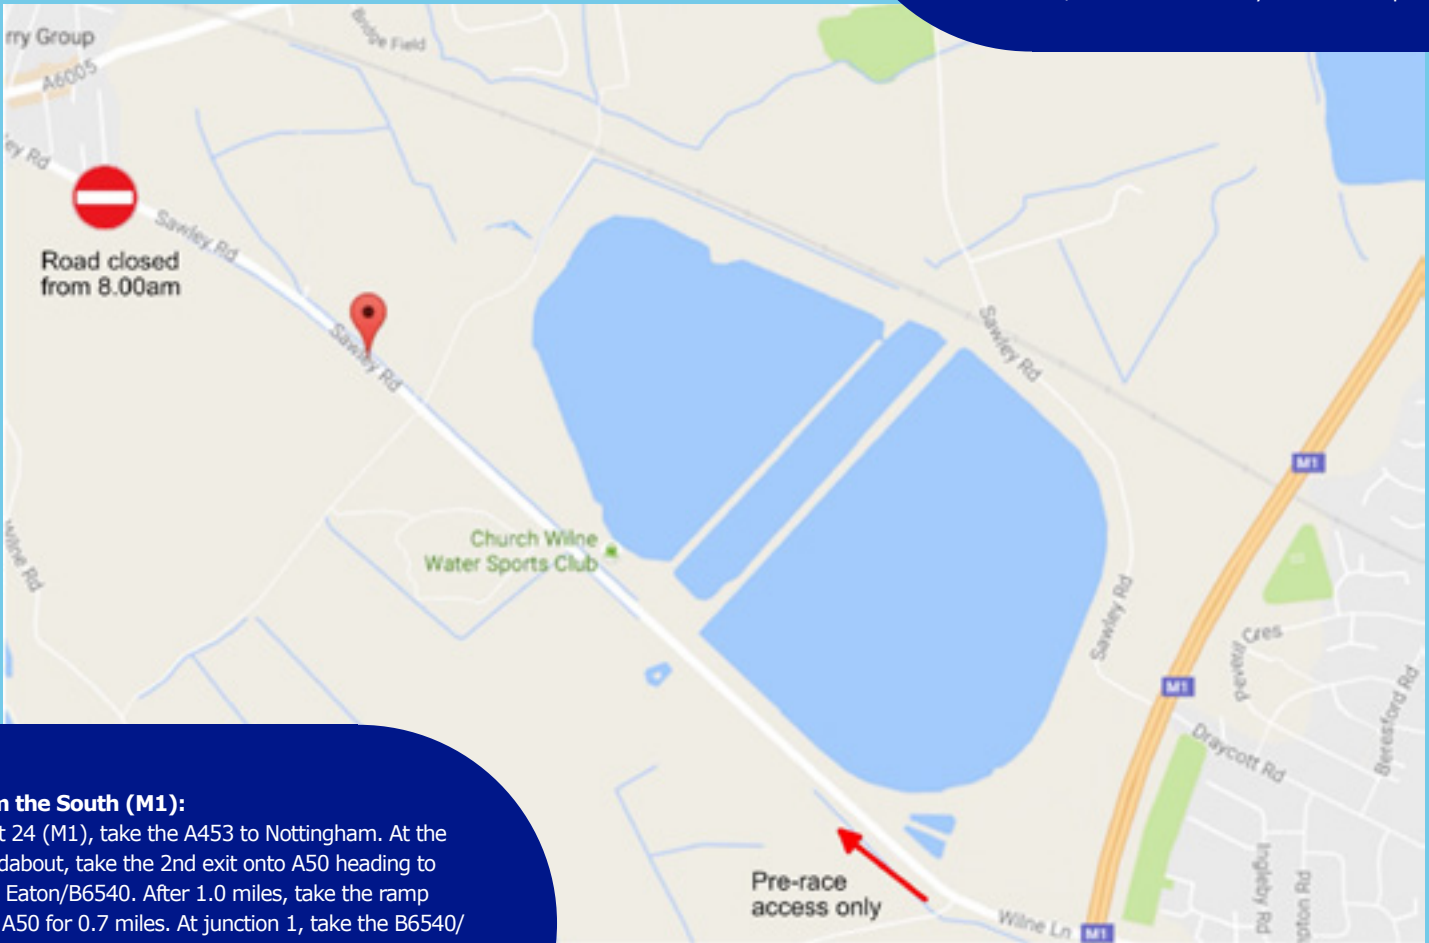 rry Group
Bridge Field
A6005
ey Rd
Sawley Rd
Road closed
from 8.00am
Sawley Rd
Sawley Rd
M1
Wilne Rd
Church Wilne
Water Sports Club
Sawley Rd
Cres
Paveril
M1
Beresford Rd
Draycott Rd
m the South (M1):
t 24 (M1), take the A453 to Nottingham. At the
dabout, take the 2nd exit onto A50 heading to
Eaton/B6540. After 1.0 miles, take the ramp
A50 for 0.7 miles. At junction 1, take the B6540/
Pre-race
access only
Wilne Ln
M1
Ingleby Rd
pton Rd